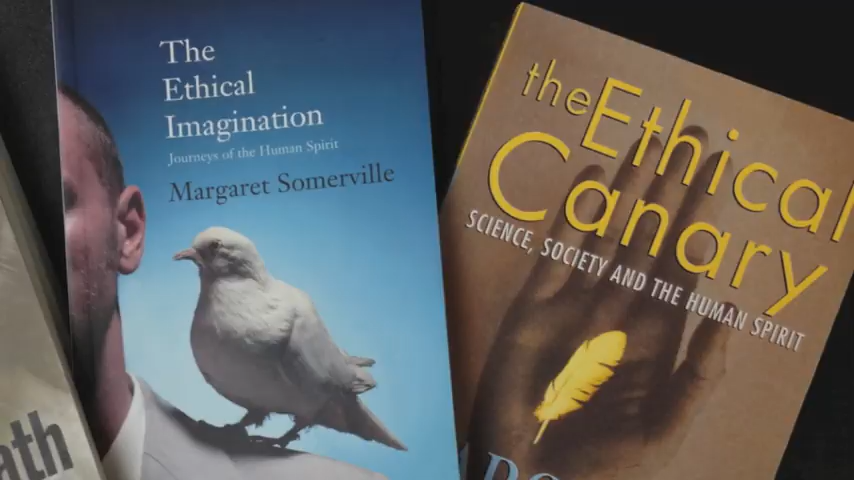 The
Ethical
Imagination
Journeys of the Human Spirit
Margaret Somerville
the Ethical
Canary
SCIENCE, SOCIETY AND THE HUMAN SPIRIT
ath